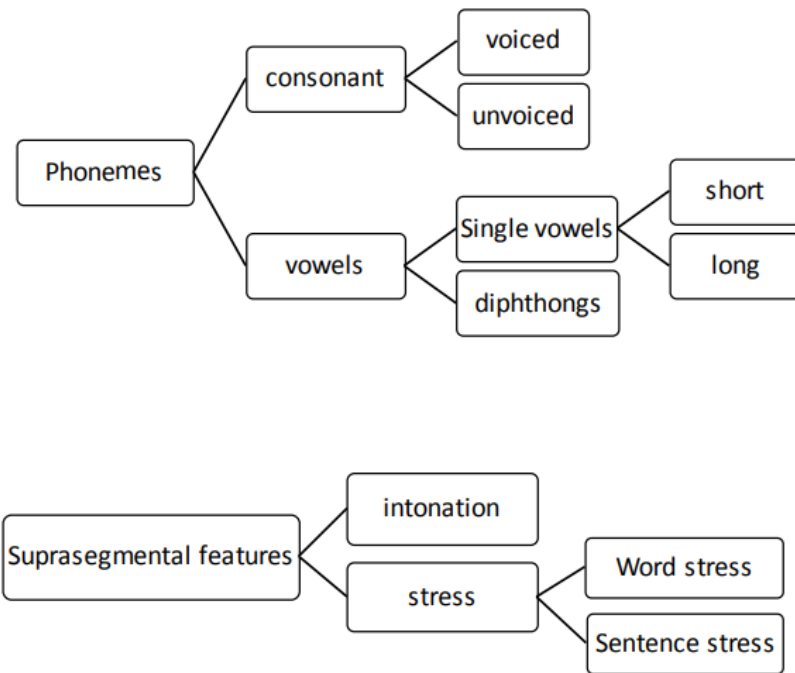 Phonemes
consonant
voiced
unvoiced
vowels
Single vowels
short
long
diphthongs
Suprasegmental features
intonation
stress
Word stress
Sentence stress